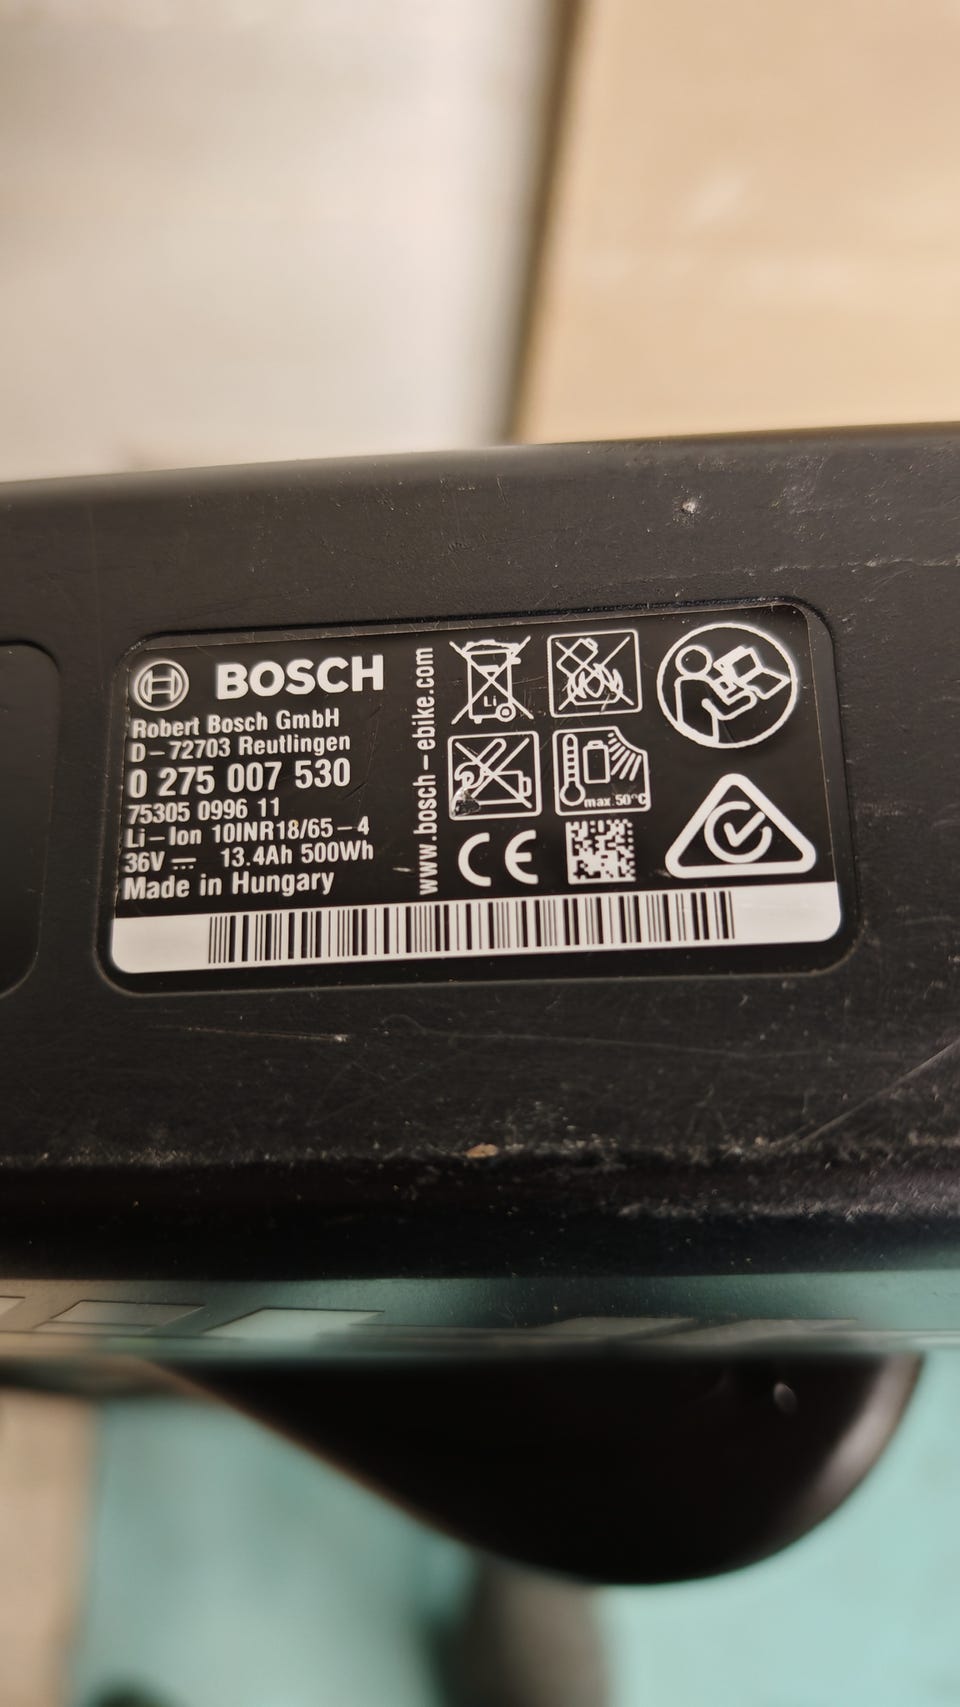 BOSCH
Robert Bosch GmbH
D-72703 Reutlingen
0 275 007 530
75305 0996 11
Li-Ion 10INR18/65-4
36V ⎓ 13.4Ah 500Wh
Made in Hungary
www.bosch-ebike.com
Li
max.50°C
CE